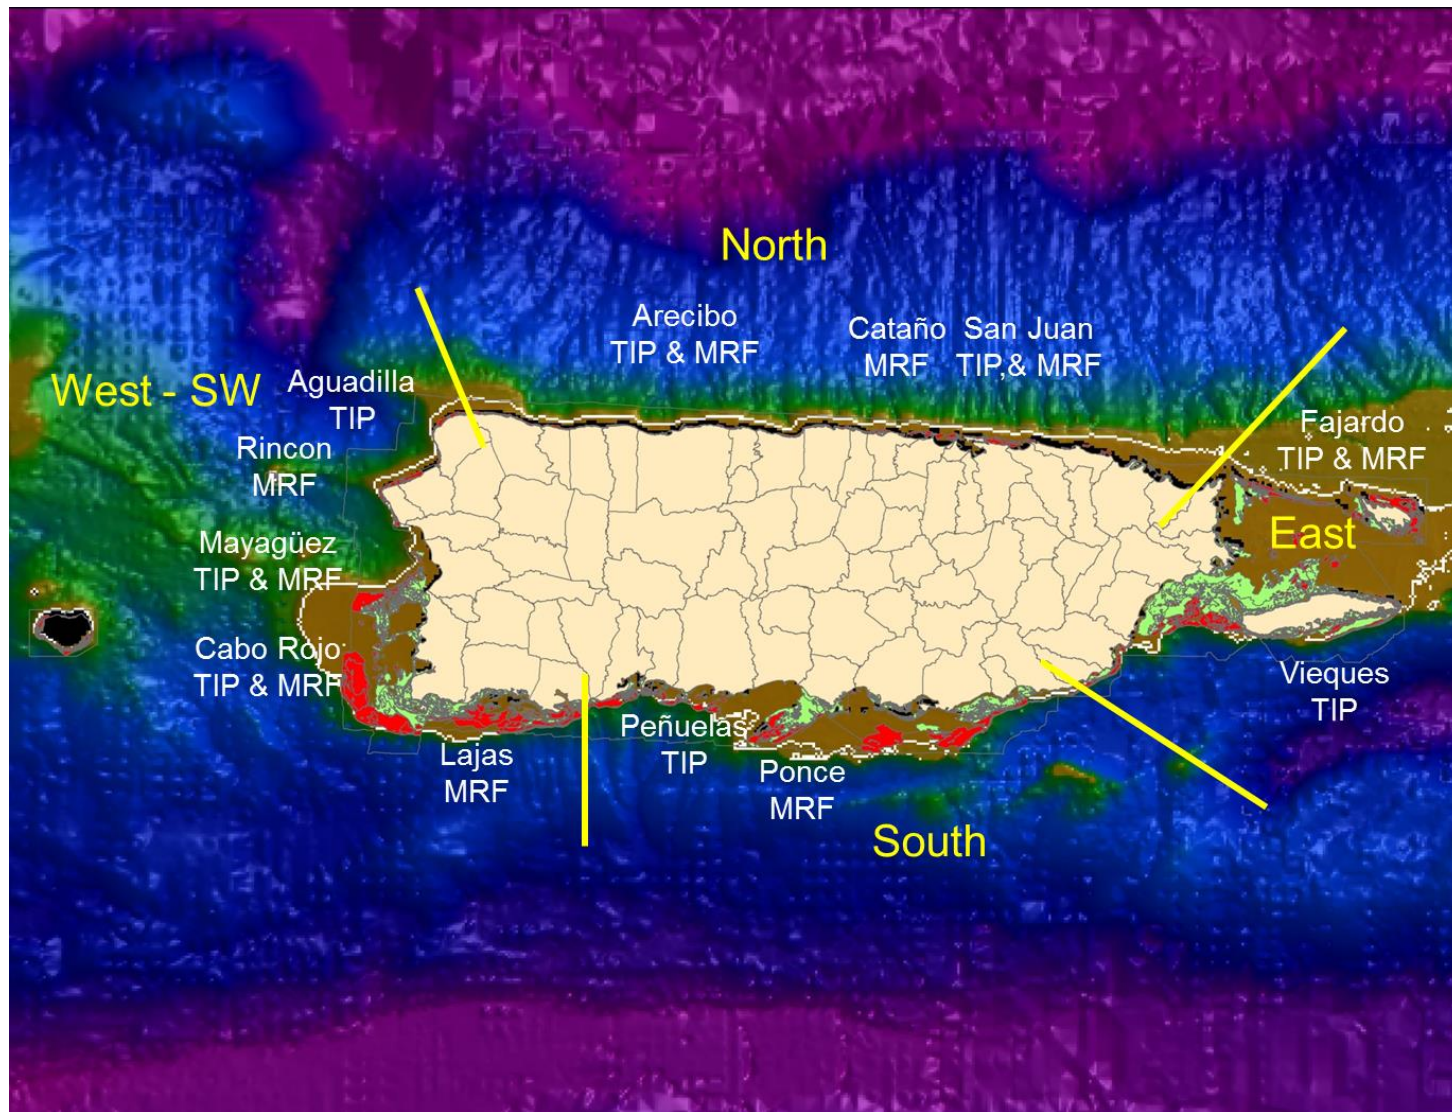 North
Arecibo
TIP & MRF
Cataño
MRF
San Juan
TIP,& MRF
West - SW
Aguadilla
TIP
Rincon
MRF
Fajardo
TIP & MRF
East
Mayagüez
TIP & MRF
Cabo Rojo
TIP & MRF
Vieques
TIP
Lajas
MRF
Peñuelas
TIP
Ponce
MRF
South